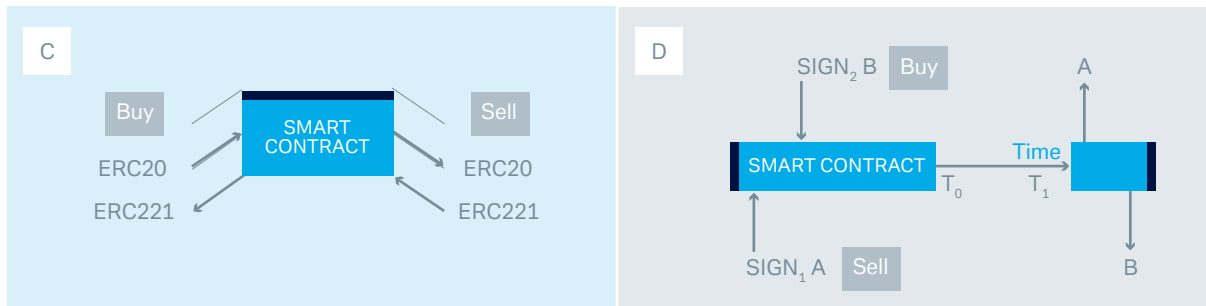 C
Buy
SMART
CONTRACT
Sell
ERC20
ERC20
ERC221
ERC221
D
SIGN₂ B
Buy
A
SMART CONTRACT
Time
T₀
T₁
SIGN₁ A
Sell
B